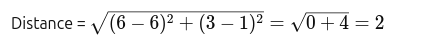 Distance = √(6 − 6)² + (3 − 1)² = √0 + 4 = 2